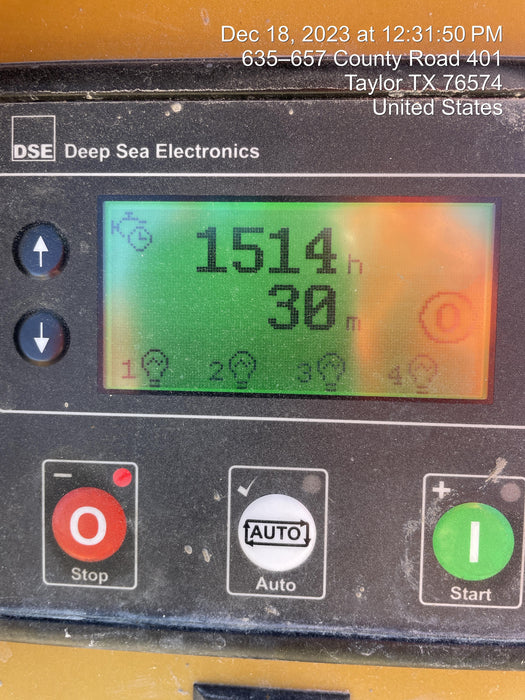 Dec 18, 2023 at 12:31:50 PM
635–657 County Road 401
Taylor TX 76574
United States
DSE Deep Sea Electronics
1514 h
30 m
1 2 3 4
O AUTO I
Stop Auto Start